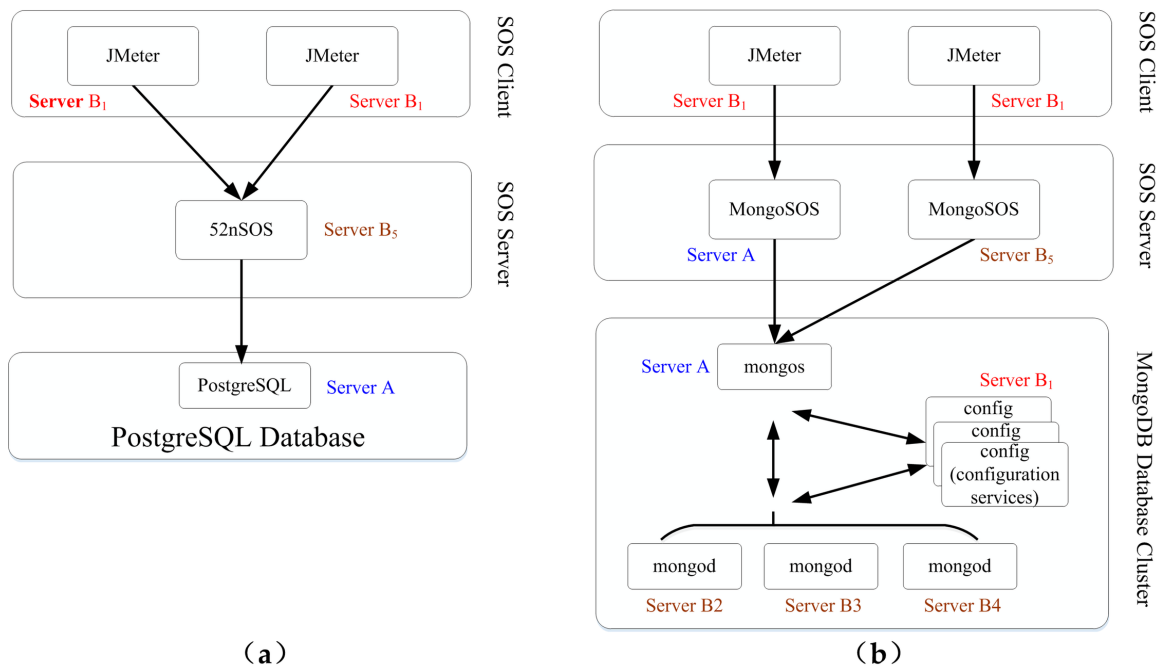 JMeter
JMeter
Server B₁
Server B₁
SOS Client
52nSOS
Server B₅
SOS Server
PostgreSQL
Server A
PostgreSQL Database
(a)
JMeter
JMeter
Server B₁
Server B₁
SOS Client
MongoSOS
MongoSOS
Server A
Server B₅
SOS Server
Server A
mongos
Server B₁
config
config
config
(configuration
services)
mongod
mongod
mongod
Server B2
Server B3
Server B4
MongoDB Database Cluster
(b)